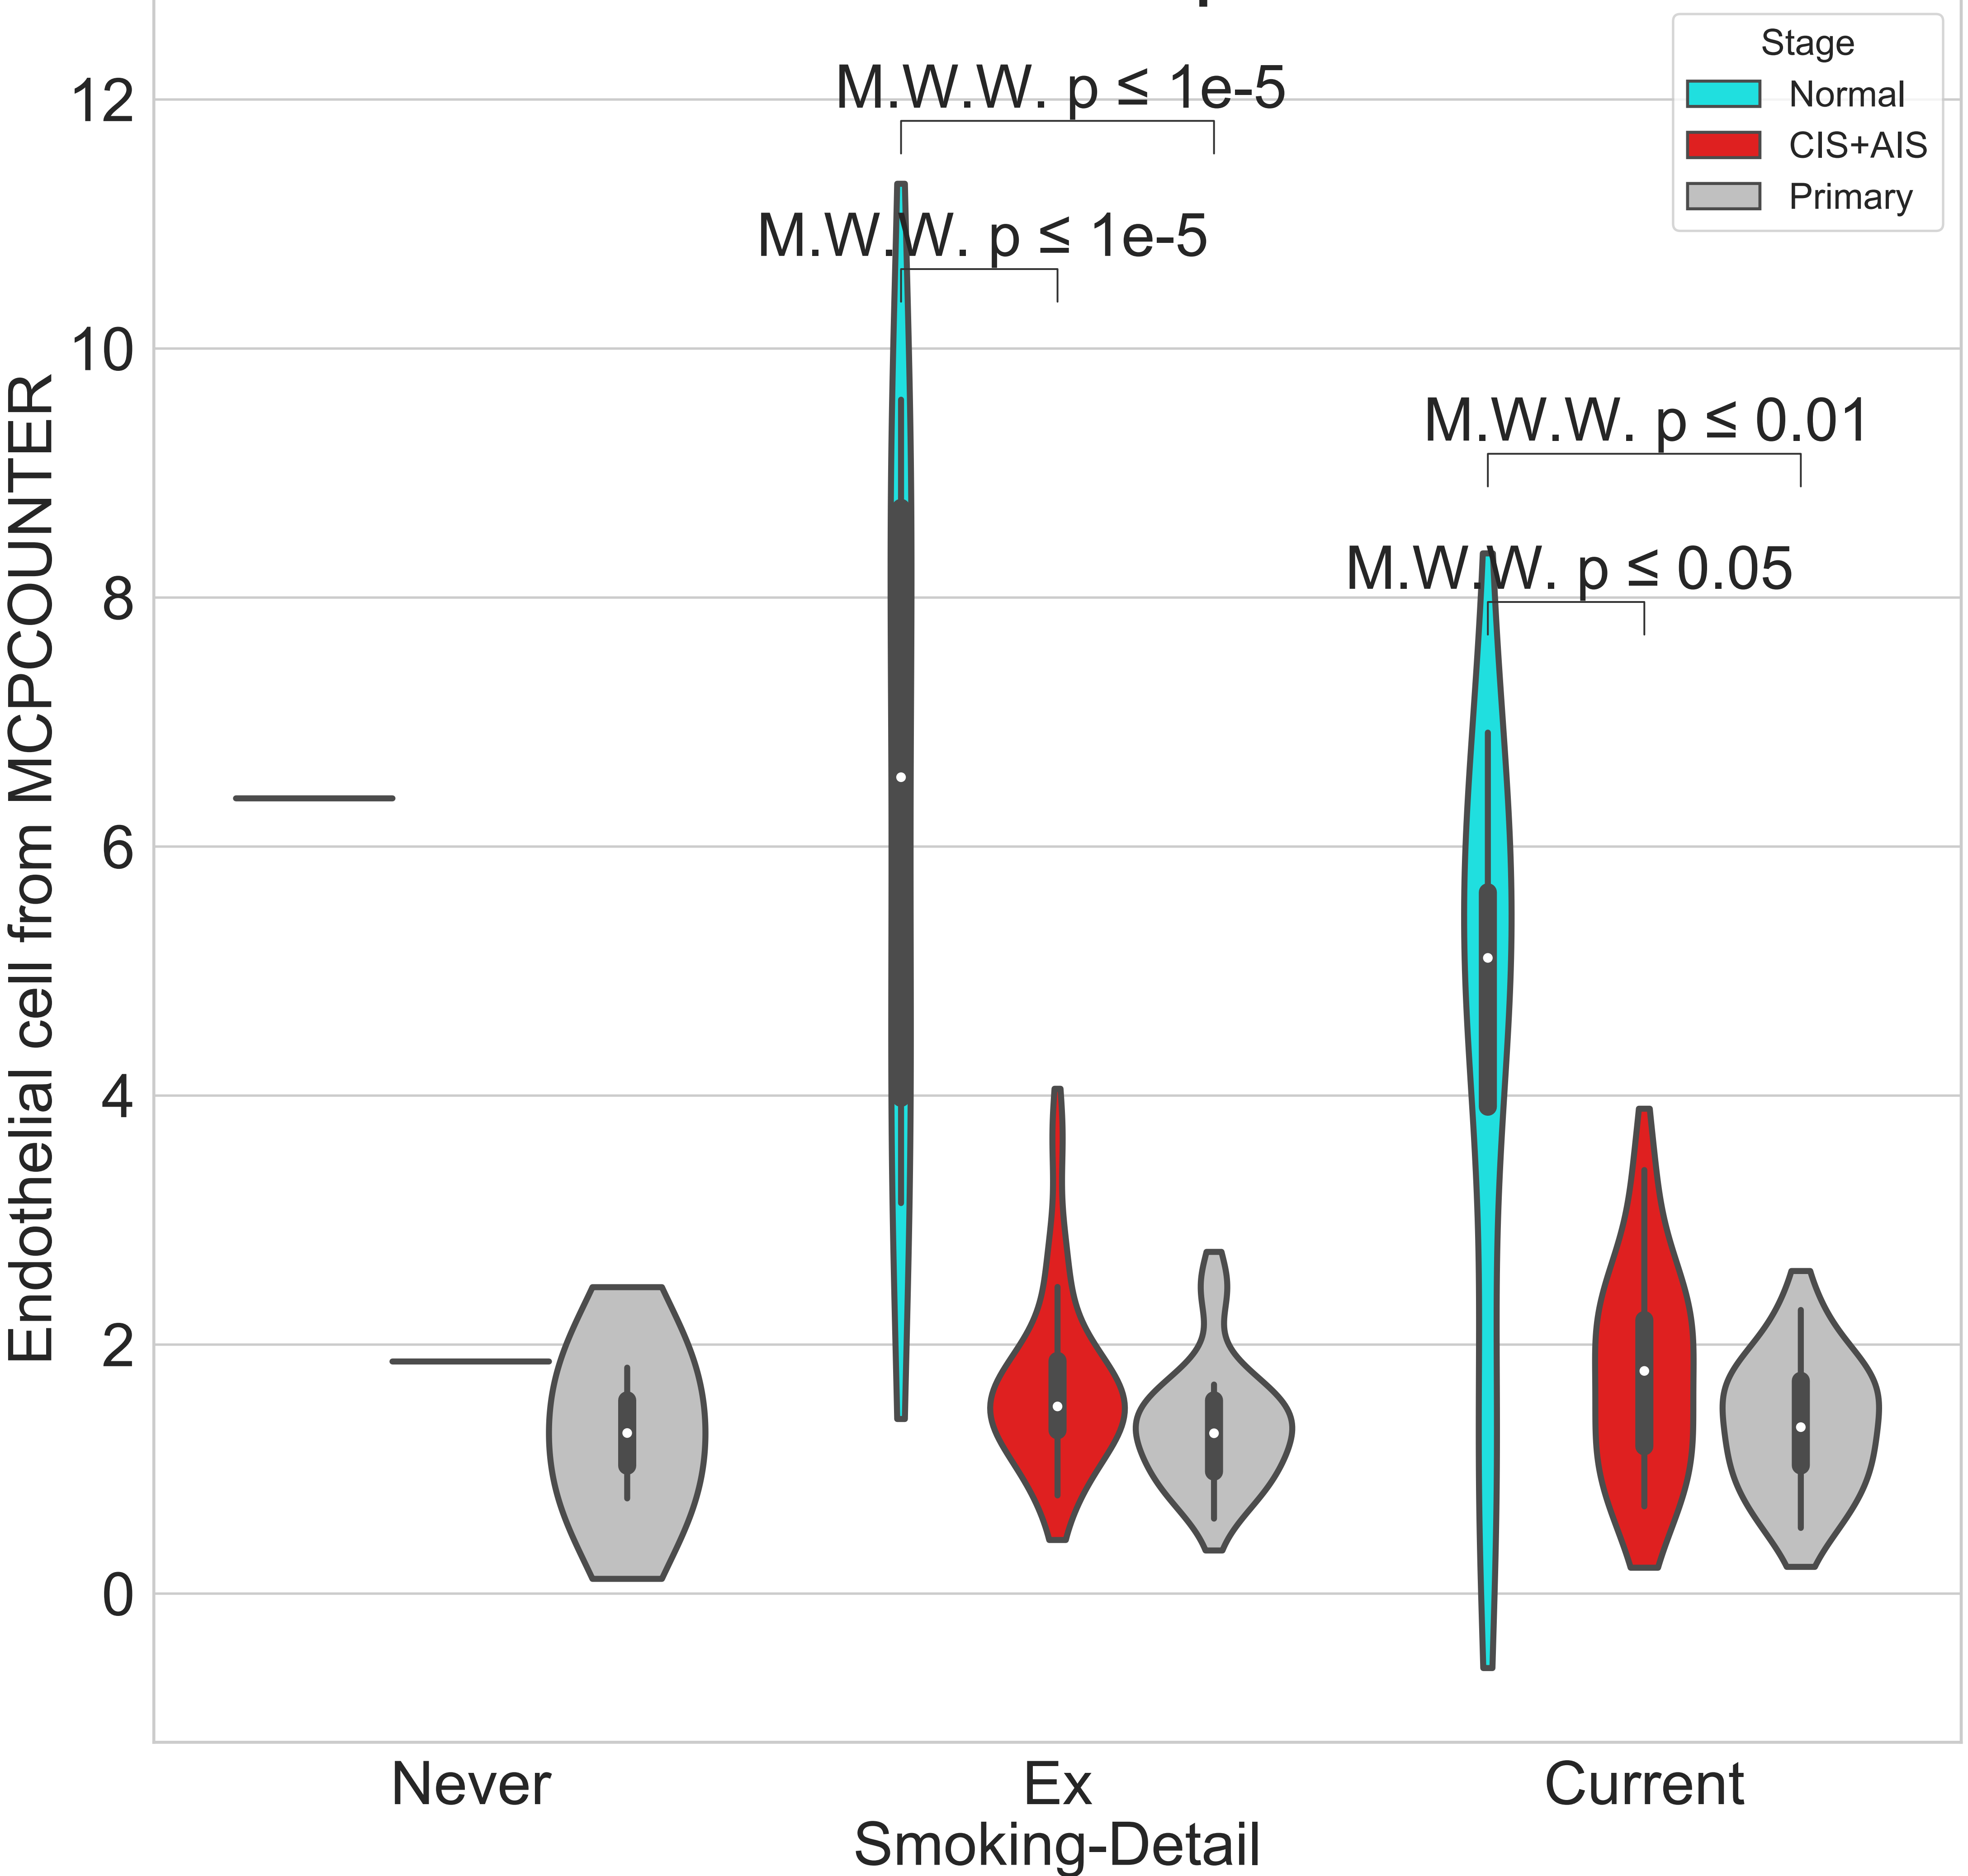 Stage
Normal
CIS+AIS
Primary
M.W.W. p ≤ 1e-5
M.W.W. p ≤ 1e-5
M.W.W. p ≤ 0.01
M.W.W. p ≤ 0.05
12
10
8
6
4
2
0
Endothelial cell from MCPCOUNTER
Never
Ex
Current
Smoking-Detail